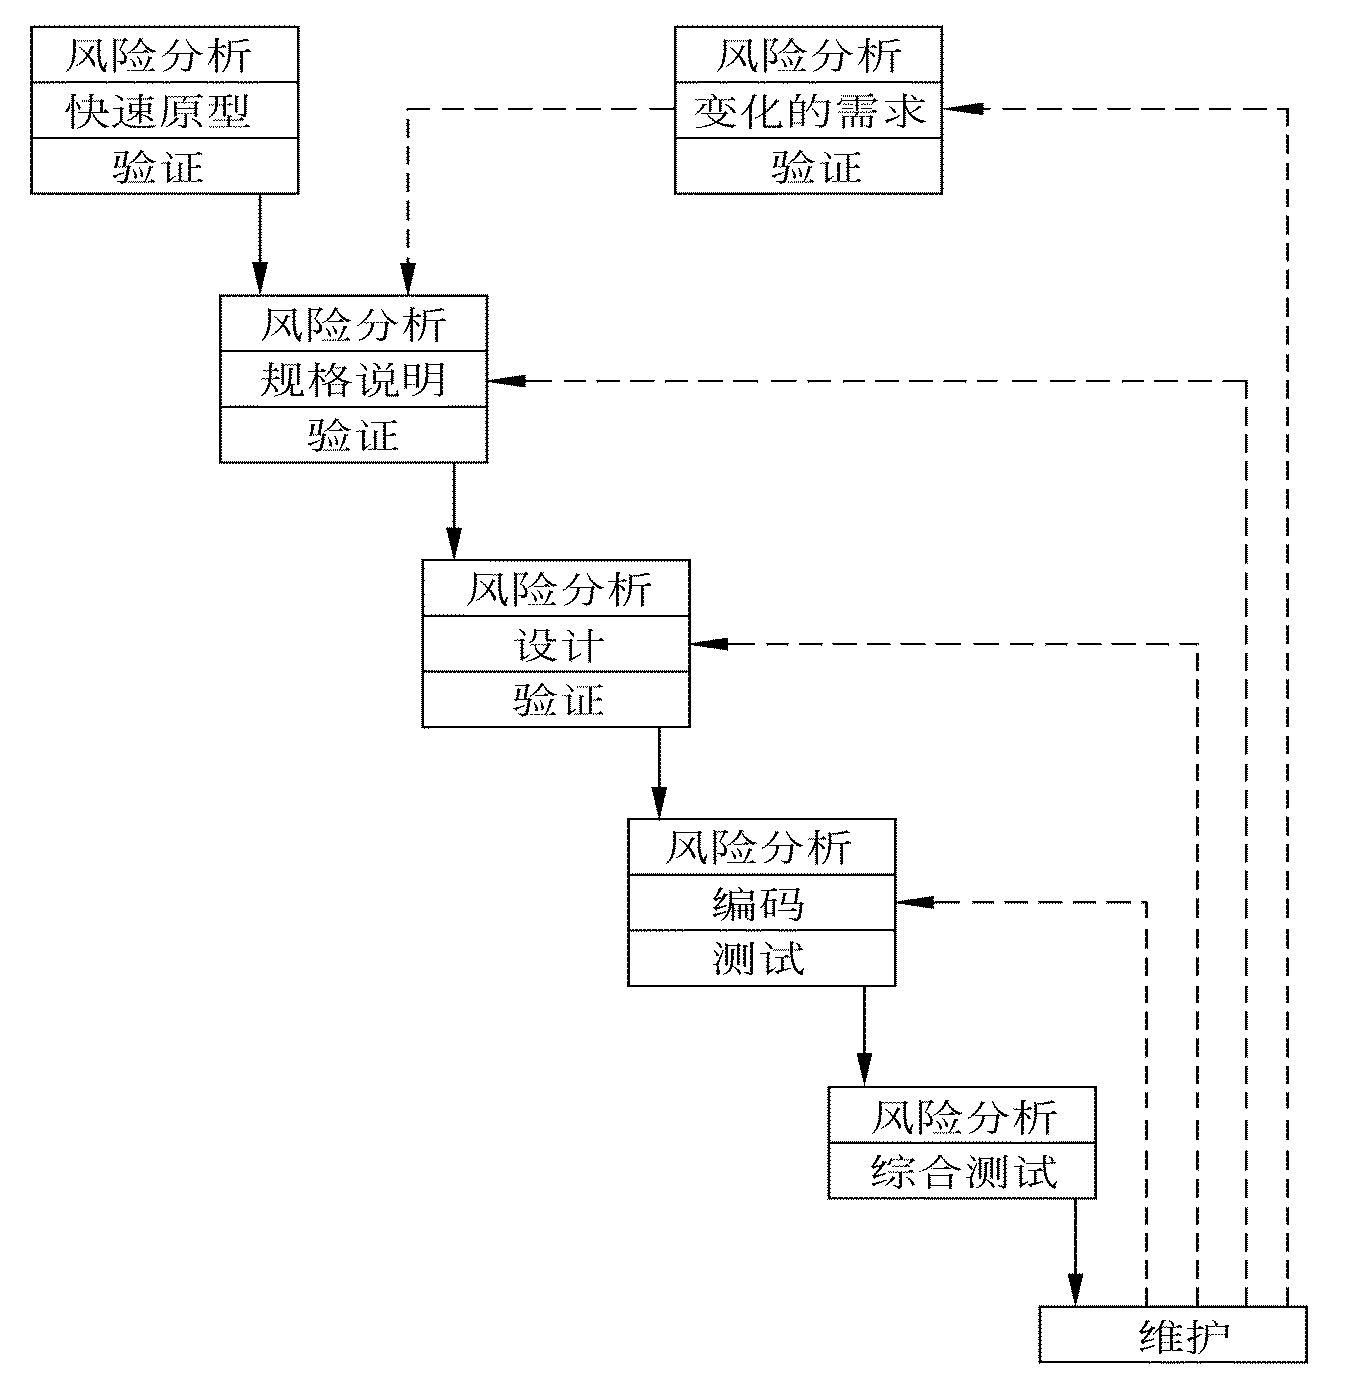 风险分析
快速原型
验证
风险分析
变化的需求
验证
风险分析
规格说明
验证
风险分析
设计
验证
风险分析
编码
测试
风险分析
综合测试
维护